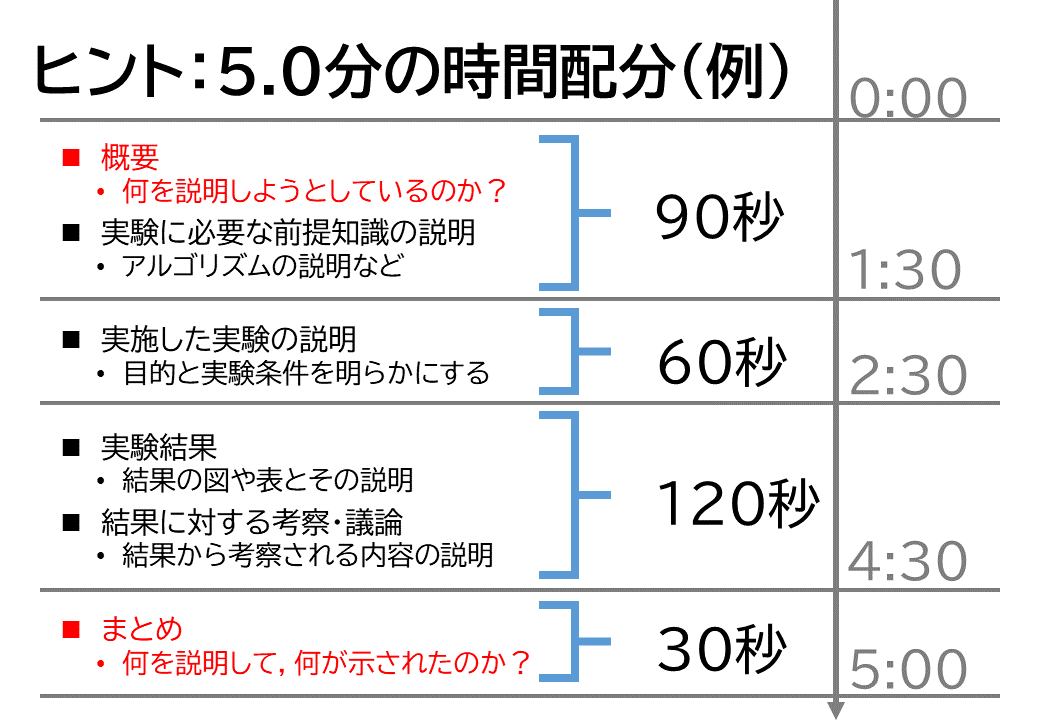 ヒント：5.0分の時間配分（例）
0:00
■ 概要
• 何を説明しようとしているのか？
■ 実験に必要な前提知識の説明
• アルゴリズムの説明など
90秒
1:30
■ 実施した実験の説明
• 目的と実験条件を明らかにする
60秒
2:30
■ 実験結果
• 結果の図や表とその説明
■ 結果に対する考察・議論
• 結果から考察される内容の説明
120秒
4:30
■ まとめ
• 何を説明して，何が示されたのか？
30秒
5:00